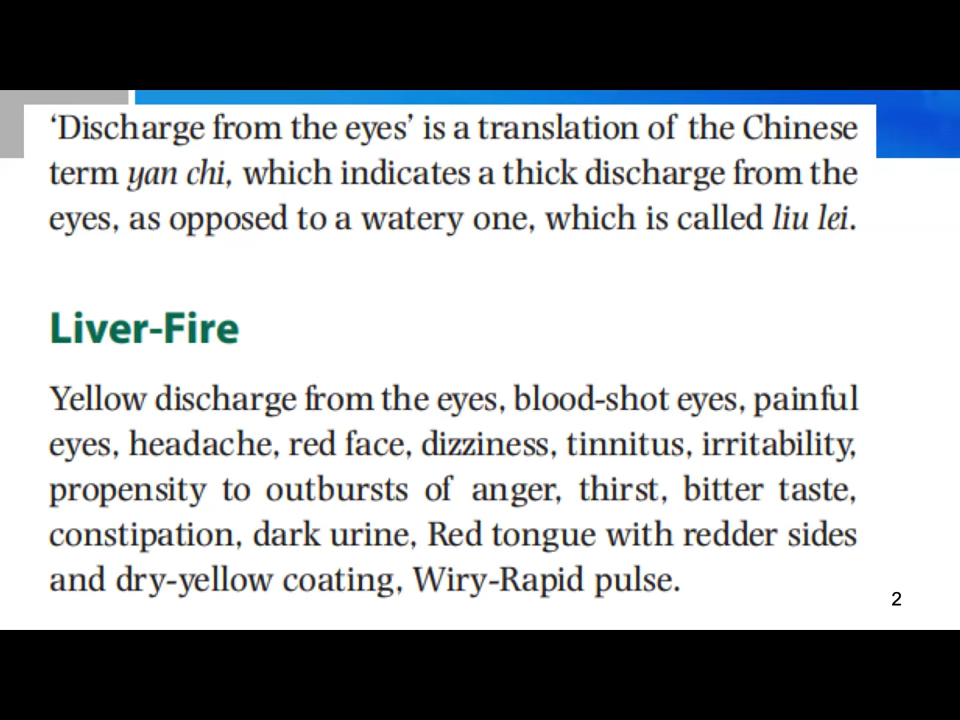 ‘Discharge from the eyes’ is a translation of the Chinese
term yan chi, which indicates a thick discharge from the
eyes, as opposed to a watery one, which is called liu lei.
Liver-Fire
Yellow discharge from the eyes, blood-shot eyes, painful
eyes, headache, red face, dizziness, tinnitus, irritability,
propensity to outbursts of anger, thirst, bitter taste,
constipation, dark urine, Red tongue with redder sides
and dry-yellow coating, Wiry-Rapid pulse.
2